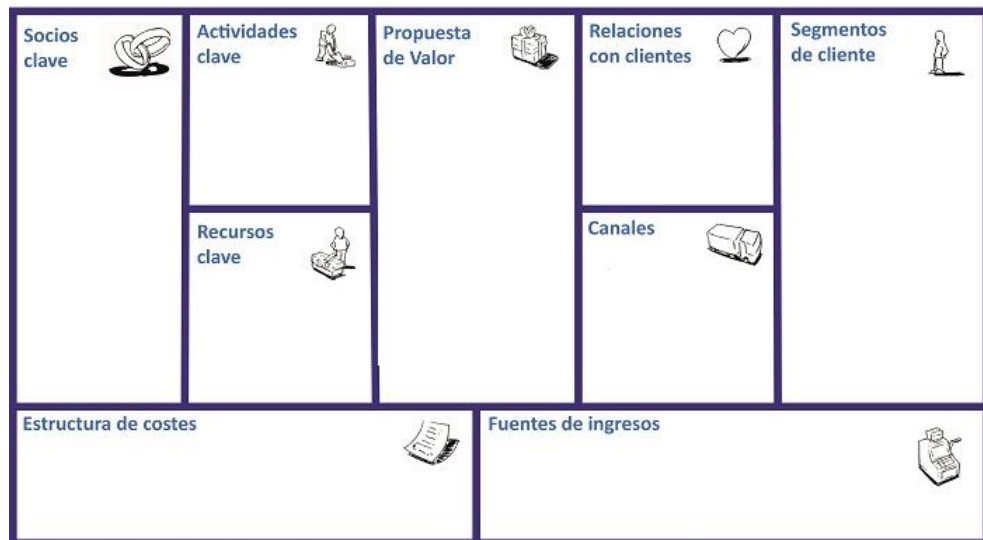 Socios
clave
Actividades
clave
Propuesta
de Valor
Relaciones
con clientes
Segmentos
de cliente
Recursos
clave
Canales
Estructura de costes
Fuentes de ingresos